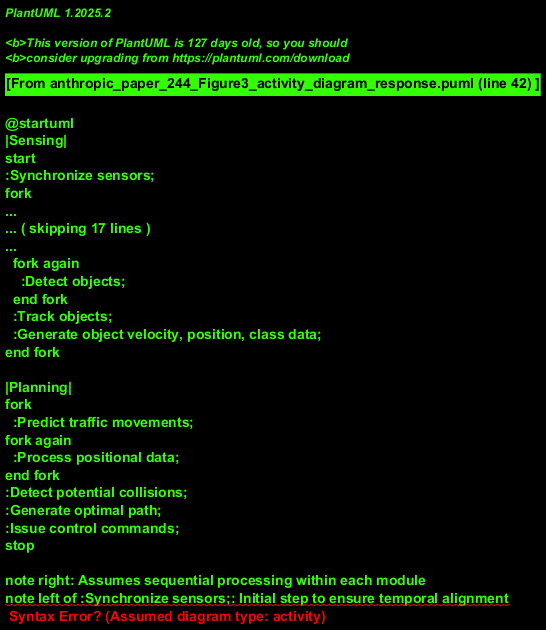 PlantUML 1.2025.2
<b>This version of PlantUML is 127 days old, so you should
<b>consider upgrading from https://plantuml.com/download
[From anthropic_paper_244_Figure3_activity_diagram_response.puml (line 42) ]
@startuml
|Sensing|
start
:Synchronize sensors;
fork
...
... ( skipping 17 lines )
...
fork again
:Detect objects;
end fork
:Track objects;
:Generate object velocity, position, class data;
end fork
|Planning|
fork
:Predict traffic movements;
fork again
:Process positional data;
end fork
:Detect potential collisions;
:Generate optimal path;
:Issue control commands;
stop
note right: Assumes sequential processing within each module
note left of :Synchronize sensors;: Initial step to ensure temporal alignment
Syntax Error? (Assumed diagram type: activity)